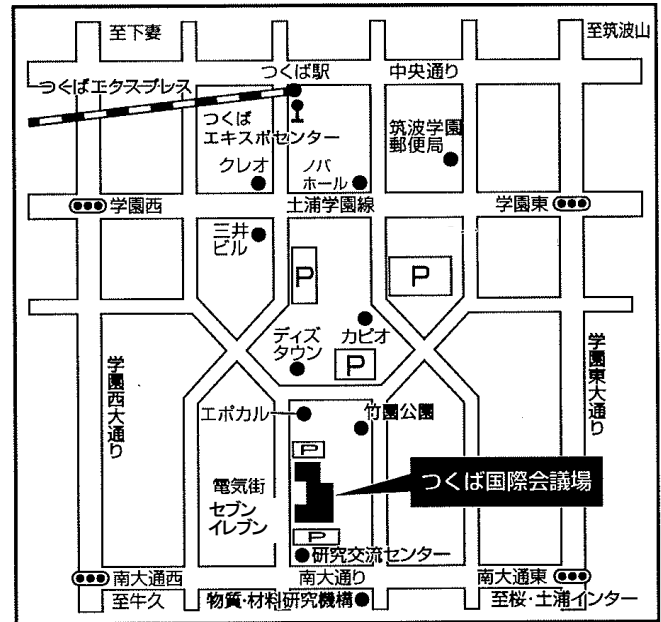 至下妻
至筑波山
つくば駅
中央通り
つくばエクスプレス
つくば
エキスポセンター
筑波学園
郵便局
クレオ
ノバ
ホール
学園西
土浦学園線
学園東
三井
ビル
P
P
ディズ
タウン
カピオ
P
学園西大通り
学園東大通り
エポカル
竹園公園
P
つくば国際会議場
電気街
セブン
イレブン
P
研究交流センター
南大通西
南大通り
南大通東
至牛久
物質・材料研究機構
至桜・土浦インター